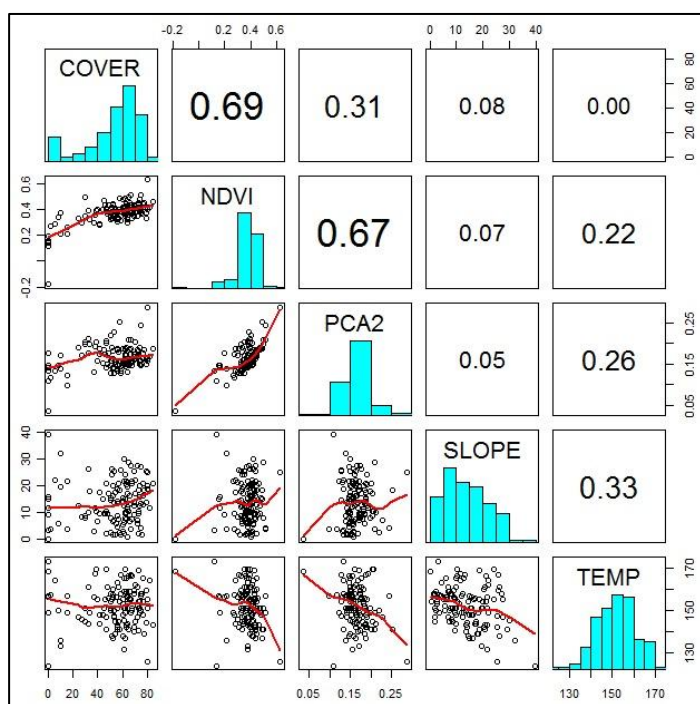 -0.2 0.2 0.4 0.6 0 10 20 30 40
COVER 0.69 0.31 0.08 0.00 0 20 40 60 80
0.6 0.4 0.2 -0.2 NDVI 0.67 0.07 0.22
PCA2 0.05 0.26 0.25 0.15 0.05
40 30 20 10 0 SLOPE 0.33
TEMP 170 150 130
0 20 40 60 80 0.05 0.15 0.25 130 150 170